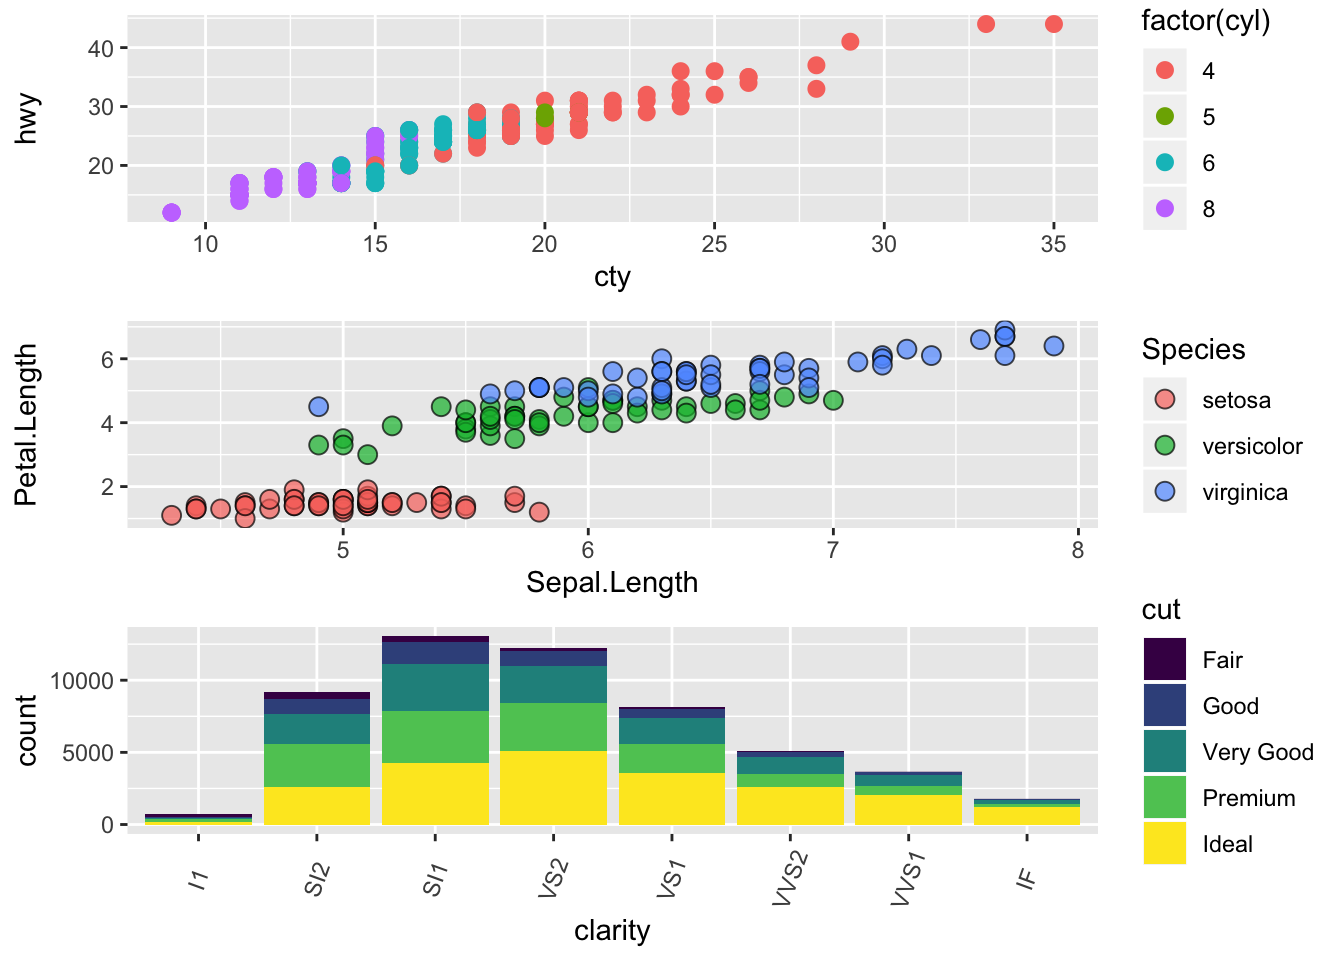 factor(cyl)
4
5
6
8
hwy
40
30
20
10 15 20 25 30 35
cty
Species
setosa
versicolor
virginica
Petal.Length
6
4
2
5 6 7 8
Sepal.Length
cut
Fair
Good
Very Good
Premium
Ideal
count
10000
5000
0
I1 SI2 SI1 VS2 VS1 VVS2 VVS1 IF
clarity